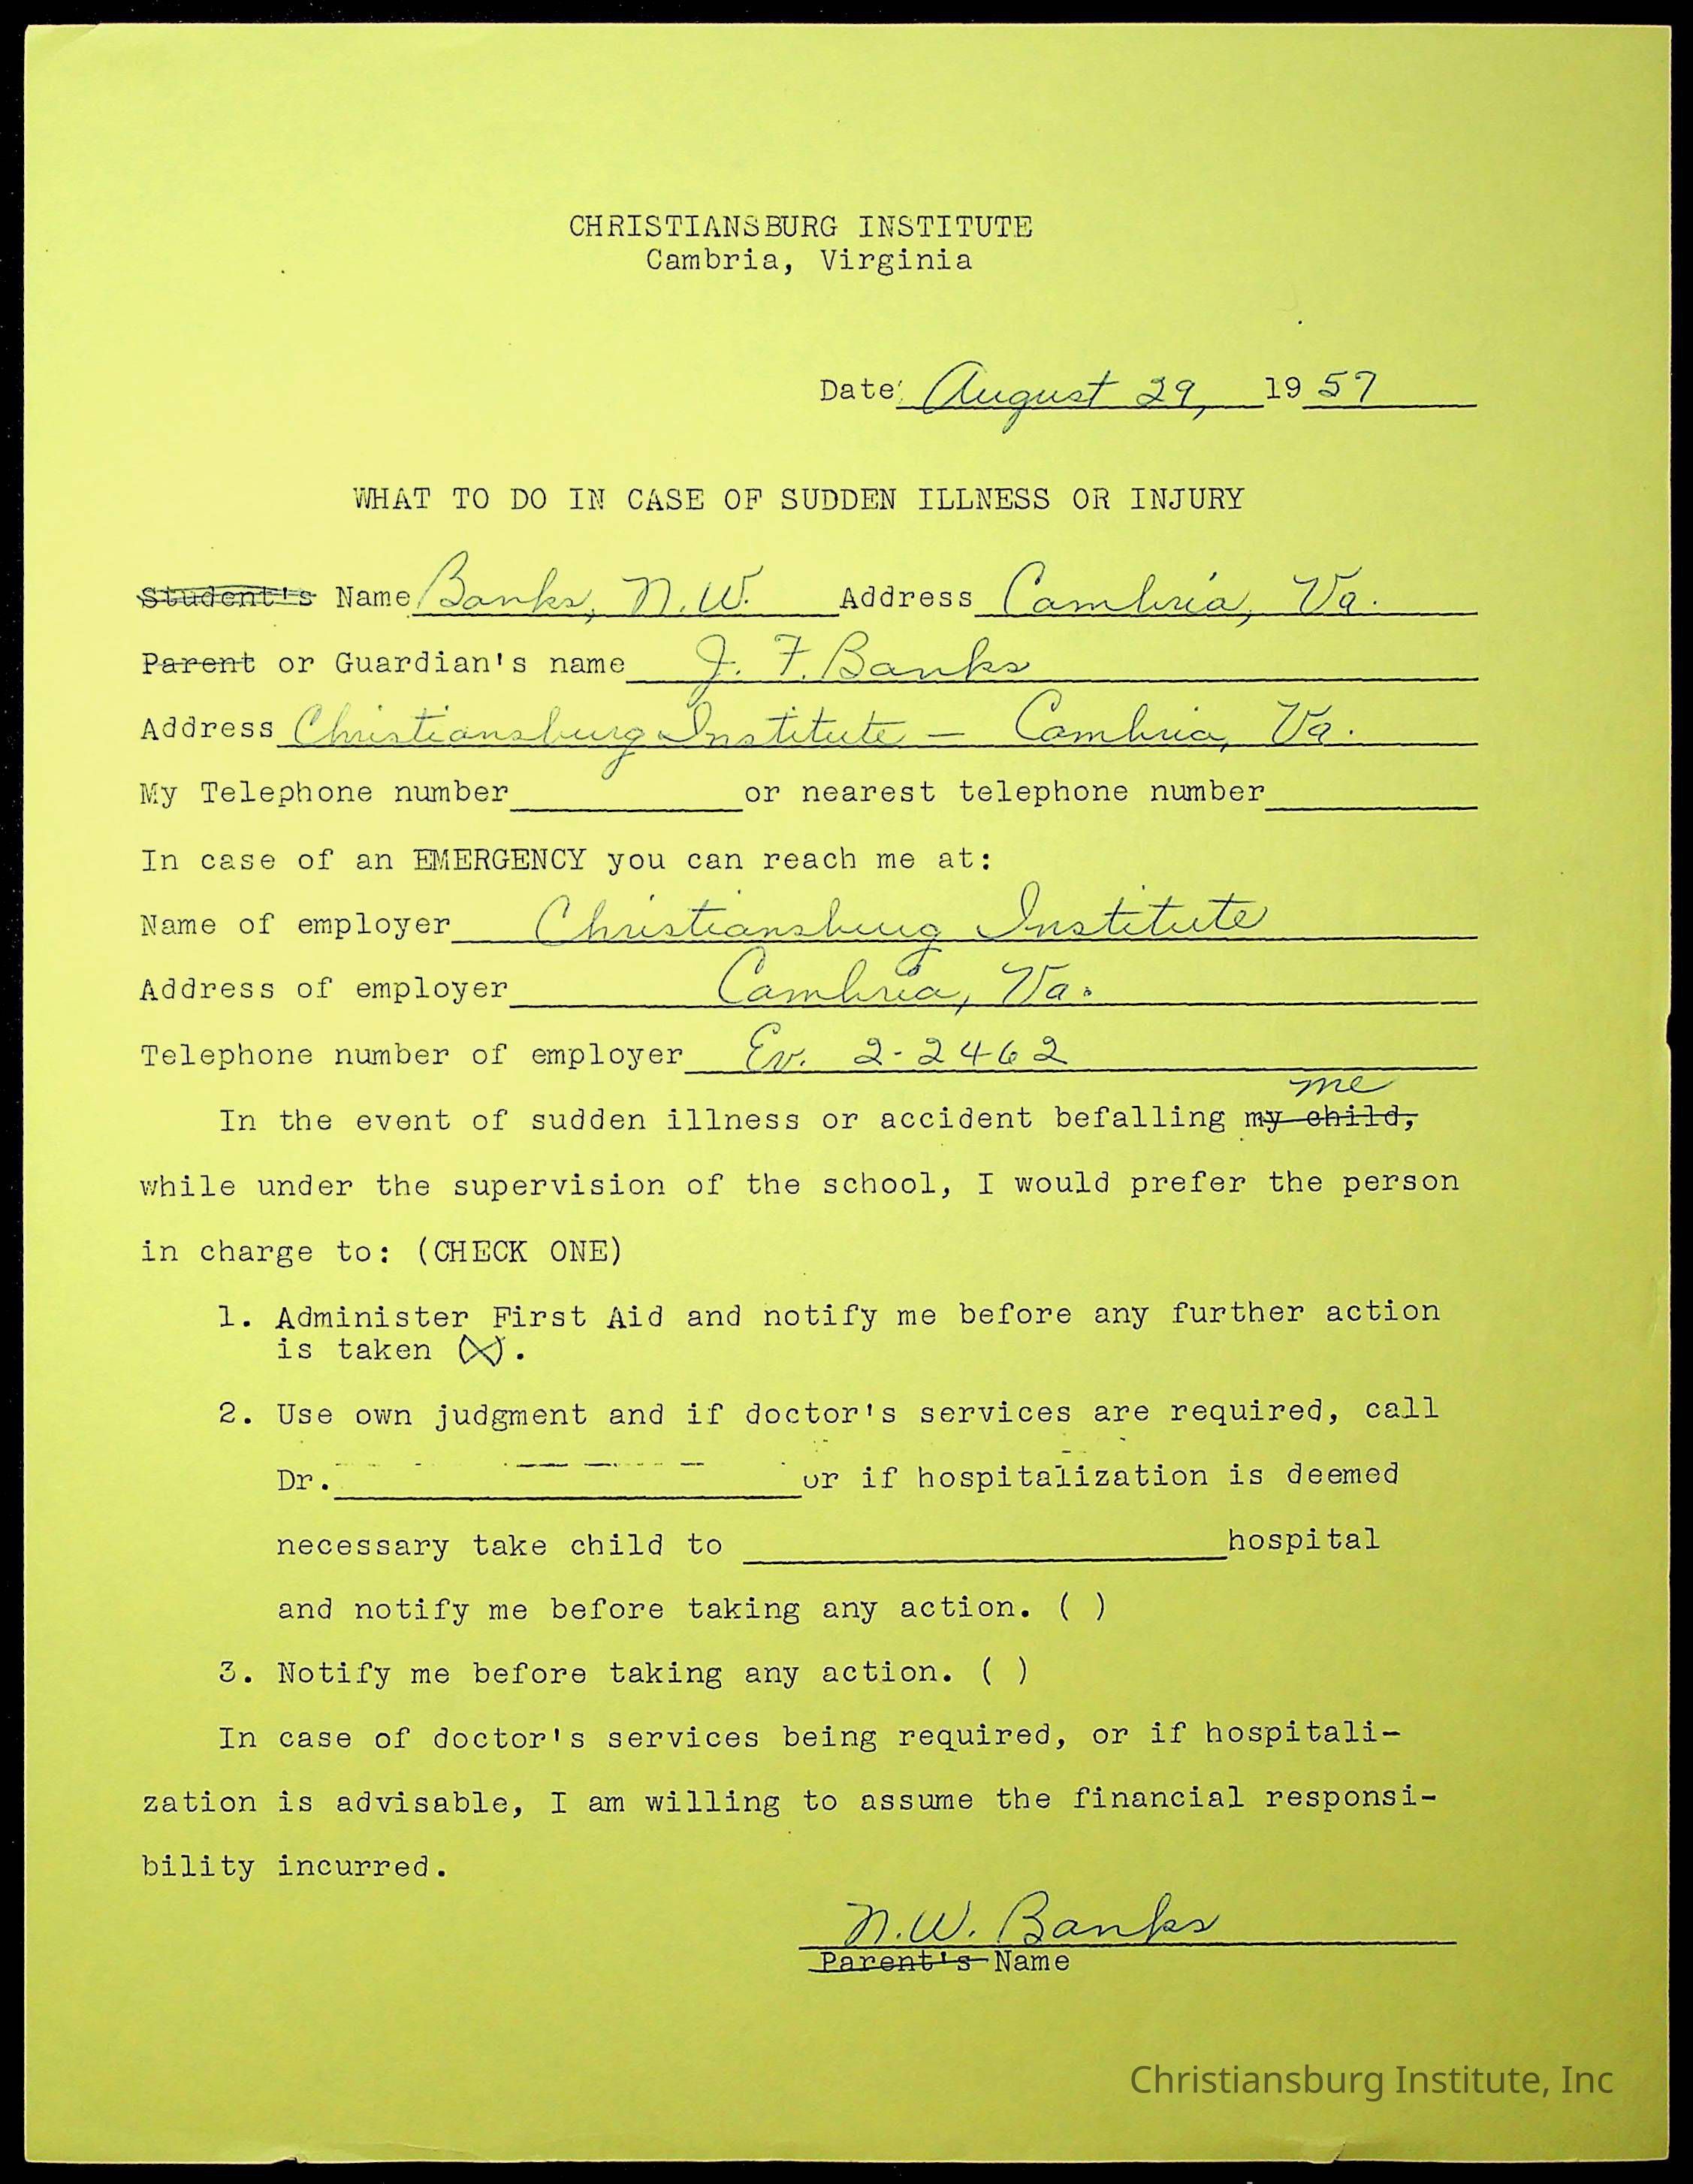 CHRISTIANSBURG INSTITUTE
Cambria, Virginia
Date: August 29, 1957
WHAT TO DO IN CASE OF SUDDEN ILLNESS OR INJURY
Student's Name Banks, N.W. Address Cambria, Va.
Parent or Guardian's name J. F. Banks
Address Christiansburg Institute - Cambria, Va.
My Telephone number or nearest telephone number
In case of an EMERGENCY you can reach me at:
Name of employer Christiansburg Institute
Address of employer Cambria, Va.
Telephone number of employer Ev. 2-2462
me
In the event of sudden illness or accident befalling my child,
while under the supervision of the school, I would prefer the person
in charge to: (CHECK ONE)
1. Administer First Aid and notify me before any further action
is taken (X).
2. Use own judgment and if doctor's services are required, call
Dr. or if hospitalization is deemed
necessary take child to hospital
and notify me before taking any action. ( )
3. Notify me before taking any action. ( )
In case of doctor's services being required, or if hospitali-
zation is advisable, I am willing to assume the financial responsi-
bility incurred.
N.W. Banks
Parent's Name
Christiansburg Institute, Inc